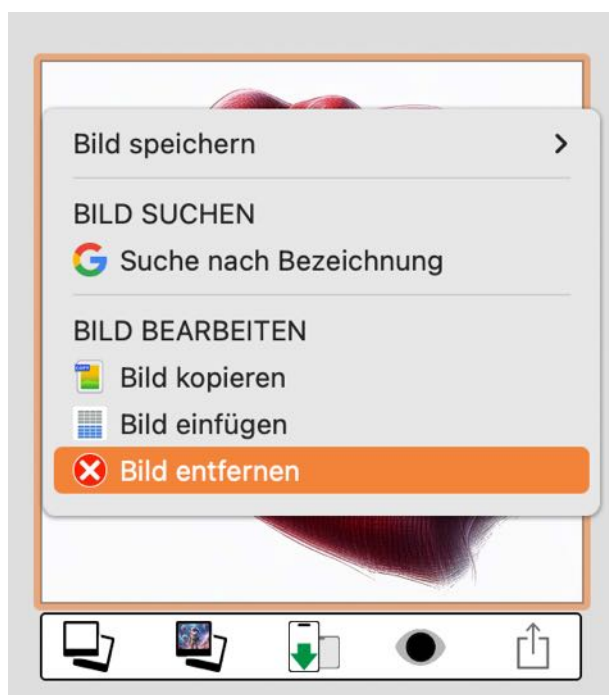 Bild speichern
BILD SUCHEN
Suche nach Bezeichnung
BILD BEARBEITEN
Bild kopieren
Bild einfügen
Bild entfernen